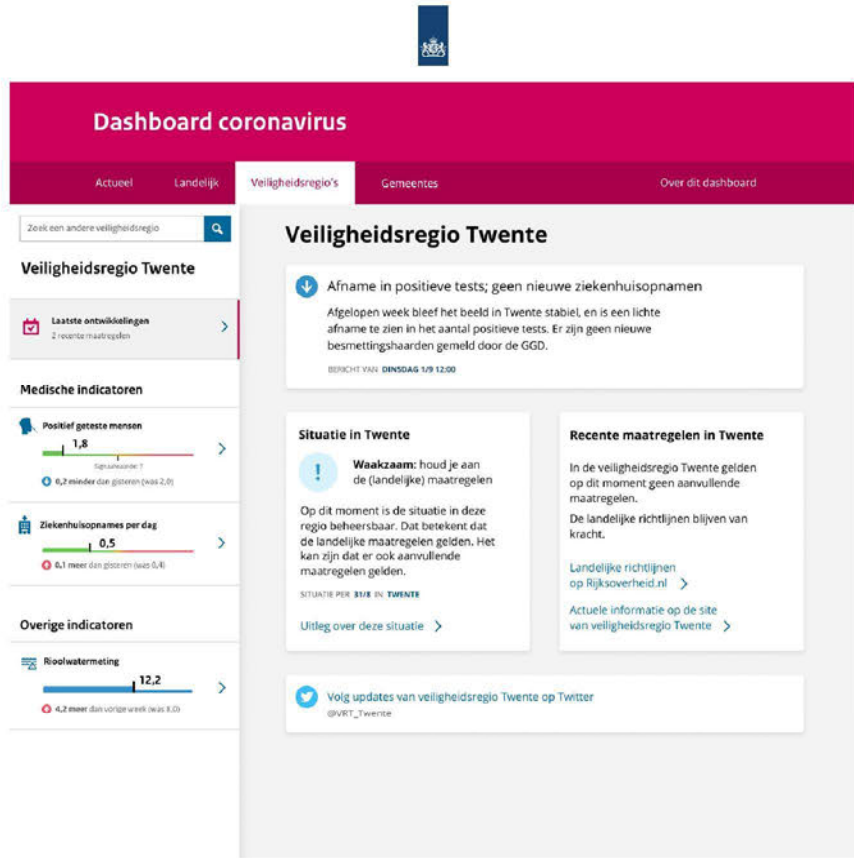 Dashboard coronavirus
Actueel
Landelijk
Veiligheidsregio's
Gemeentes
Over dit dashboard
Zoek een andere veiligheidsregio
Veiligheidsregio Twente
Laatste ontwikkelingen
2 recente maatregelen
Medische indicatoren
Positief geteste mensen
1,8
Signaalwaarde: 7
0,2 minder dan gisteren (was 2,0)
Ziekenhuisopnames per dag
0,5
0,1 meer dan gisteren (was 0,4)
Overige indicatoren
Rioolwatermeting
12,2
4,2 meer dan vorige week (was 8,0)
Veiligheidsregio Twente
Afname in positieve tests; geen nieuwe ziekenhuisopnamen
Afgelopen week bleef het beeld in Twente stabiel, en is een lichte
afname te zien in het aantal positieve tests. Er zijn geen nieuwe
besmettingshaarden gemeld door de GGD.
BERICHT VAN DINSDAG 1/9 12:00
Situatie in Twente
Waakzaam: houd je aan
de (landelijke) maatregelen
Op dit moment is de situatie in deze
regio beheersbaar. Dat betekent dat
de landelijke maatregelen gelden. Het
kan zijn dat er ook aanvullende
maatregelen gelden.
SITUATIE PER 31/8 IN TWENTE
Uitleg over deze situatie
Recente maatregelen in Twente
In de veiligheidsregio Twente gelden
op dit moment geen aanvullende
maatregelen.
De landelijke richtlijnen blijven van
kracht.
Landelijke richtlijnen
op Rijksoverheid.nl
Actuele informatie op de site
van veiligheidsregio Twente
Volg updates van veiligheidsregio Twente op Twitter
@VRT_Twente